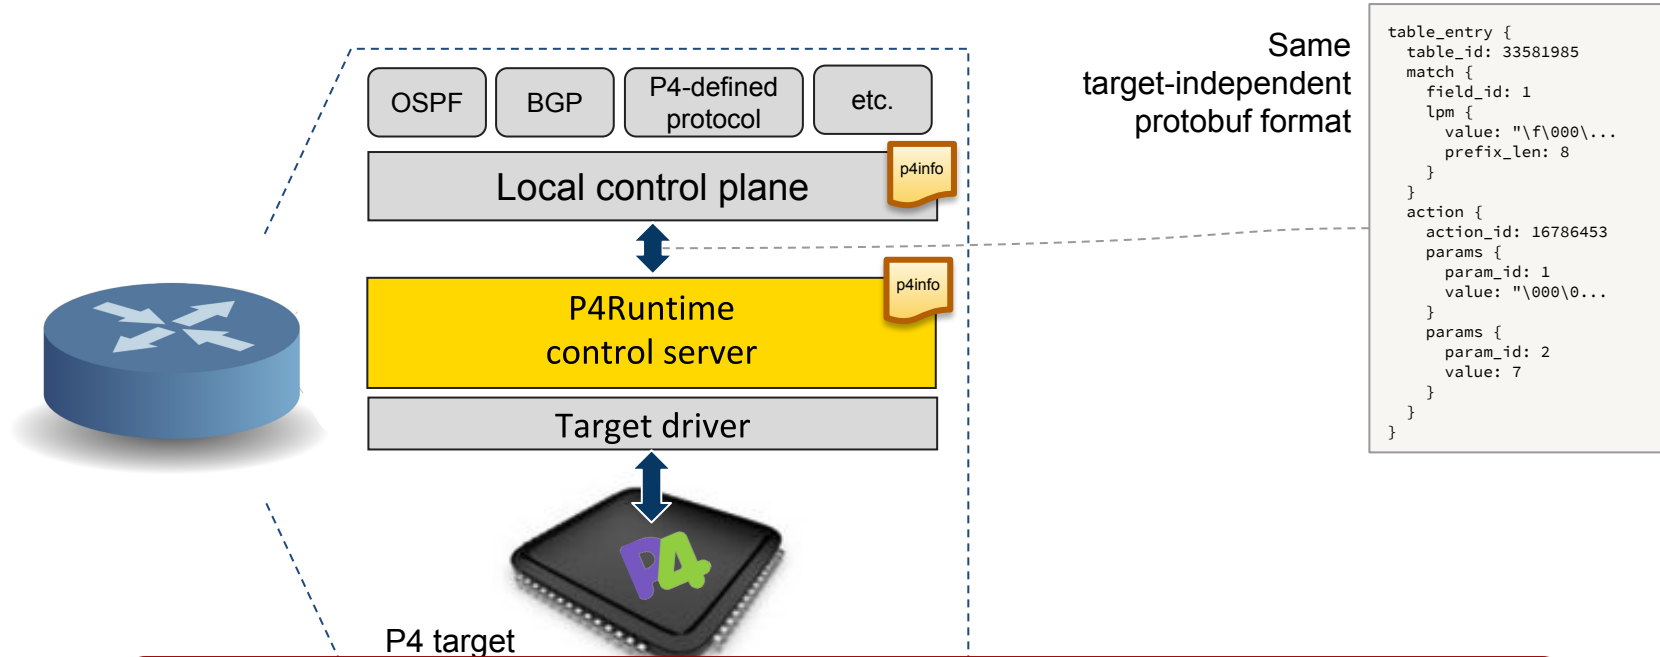 OSPF
BGP
P4-defined
protocol
etc.
Local control plane
p4info
P4Runtime
control server
p4info
Target driver
P4
P4 target
Same
target-independent
protobuf format
table_entry {
  table_id: 33581985
  match {
    field_id: 1
    lpm {
      value: "\f\000\...
      prefix_len: 8
    }
  }
  action {
    action_id: 16786453
    params {
      param_id: 1
      value: "\000\0...
    }
    params {
      param_id: 2
      value: 7
    }
  }
}